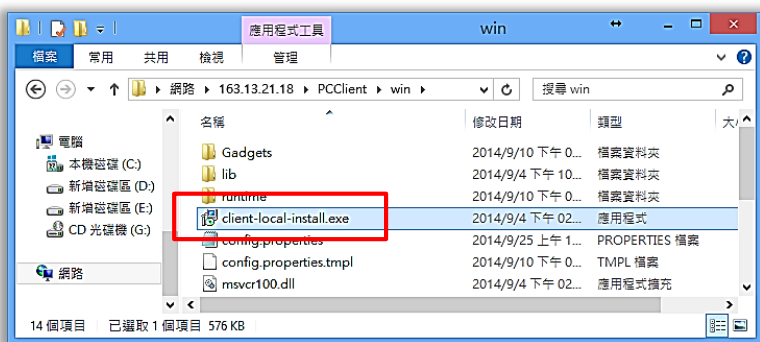 應用程式工具 win
檔案 常用 共用 檢視 管理
網路 163.13.21.18 PCClient win 搜尋 win
名稱 修改日期 類型 大
電腦
本機磁碟 (C:)
新增磁碟區 (D:)
新增磁碟區 (E:)
CD 光碟機 (G:)
網路
Gadgets 2014/9/10 下午 0... 檔案資料夾
lib 2014/9/4 下午 10... 檔案資料夾
runtime 2014/9/10 下午 0... 檔案資料夾
client-local-install.exe 2014/9/4 下午 02... 應用程式
config.properties 2014/9/25 上午 1... PROPERTIES 檔案
config.properties.tmpl 2014/9/10 下午 0... TMPL 檔案
msvcr100.dll 2014/9/4 下午 02... 應用程式擴充
14 個項目 已選取 1 個項目 576 KB